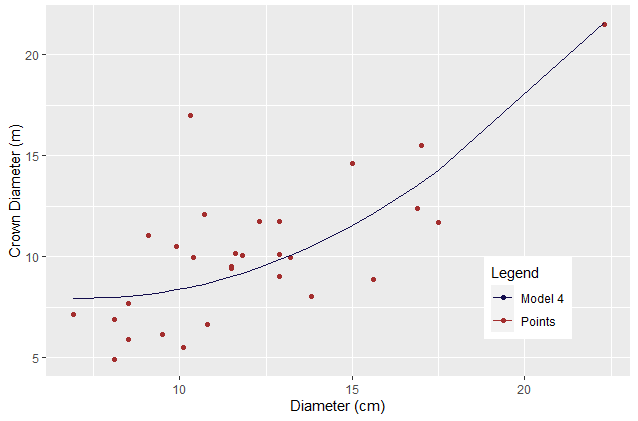 Crown Diameter (m)
20
15
10
5
Legend
Model 4
Points
10 15 20
Diameter (cm)